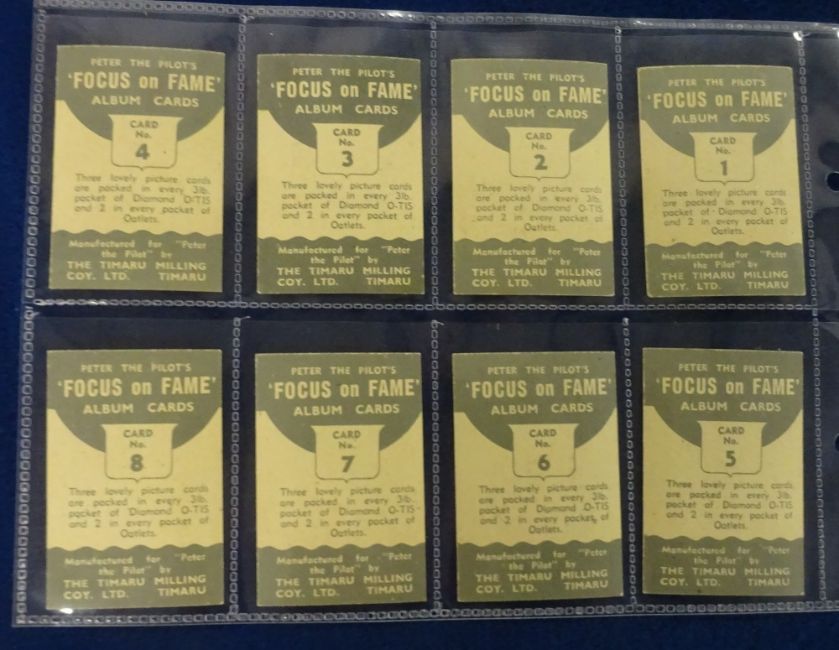 PETER THE PILOT'S
'FOCUS on FAME'
ALBUM CARDS
CARD
No.
4
Three lovely picture cards
are packed in every 3lb.
packet of Diamond O-TIS
and 2 in every packet of
Oatlets.
Manufactured for "Peter
the Pilot" by
THE TIMARU MILLING
COY. LTD. TIMARU
PETER THE PILOT'S
'FOCUS on FAME'
ALBUM CARDS
CARD
No.
3
Three lovely picture cards
are packed in every 3lb.
packet of Diamond O-TIS
and 2 in every packet of
Oatlets.
Manufactured for "Peter
the Pilot" by
THE TIMARU MILLING
COY. LTD. TIMARU
PETER THE PILOT'S
'FOCUS on FAME'
ALBUM CARDS
CARD
No.
2
Three lovely picture cards
are packed in every 3lb.
packet of Diamond O-TIS
and 2 in every packet of
Oatlets.
Manufactured for "Peter
the Pilot" by
THE TIMARU MILLING
COY. LTD. TIMARU
PETER THE PILOT'S
'FOCUS on FAME'
ALBUM CARDS
CARD
No.
1
Three lovely picture cards
are packed in every 3lb.
packet of Diamond O-TIS
and 2 in every packet of
Oatlets.
Manufactured for "Peter
the Pilot" by
THE TIMARU MILLING
COY. LTD. TIMARU
PETER THE PILOT'S
'FOCUS on FAME'
ALBUM CARDS
CARD
No.
8
Three lovely picture cards
are packed in every 3lb.
packet of Diamond O-TIS
and 2 in every packet of
Oatlets.
Manufactured for "Peter
the Pilot" by
THE TIMARU MILLING
COY. LTD. TIMARU
PETER THE PILOT'S
'FOCUS on FAME'
ALBUM CARDS
CARD
No.
7
Three lovely picture cards
are packed in every 3lb.
packet of Diamond O-TIS
and 2 in every packet of
Oatlets.
Manufactured for "Peter
the Pilot" by
THE TIMARU MILLING
COY. LTD. TIMARU
PETER THE PILOT'S
'FOCUS on FAME'
ALBUM CARDS
CARD
No.
6
Three lovely picture cards
are packed in every 3lb.
packet of Diamond O-TIS
and 2 in every packet of
Oatlets.
Manufactured for "Peter
the Pilot" by
THE TIMARU MILLING
COY. LTD. TIMARU
PETER THE PILOT'S
'FOCUS on FAME'
ALBUM CARDS
CARD
No.
5
Three lovely picture cards
are packed in every 3lb.
packet of Diamond O-TIS
and 2 in every packet of
Oatlets.
Manufactured for "Peter
the Pilot" by
THE TIMARU MILLING
COY. LTD. TIMARU